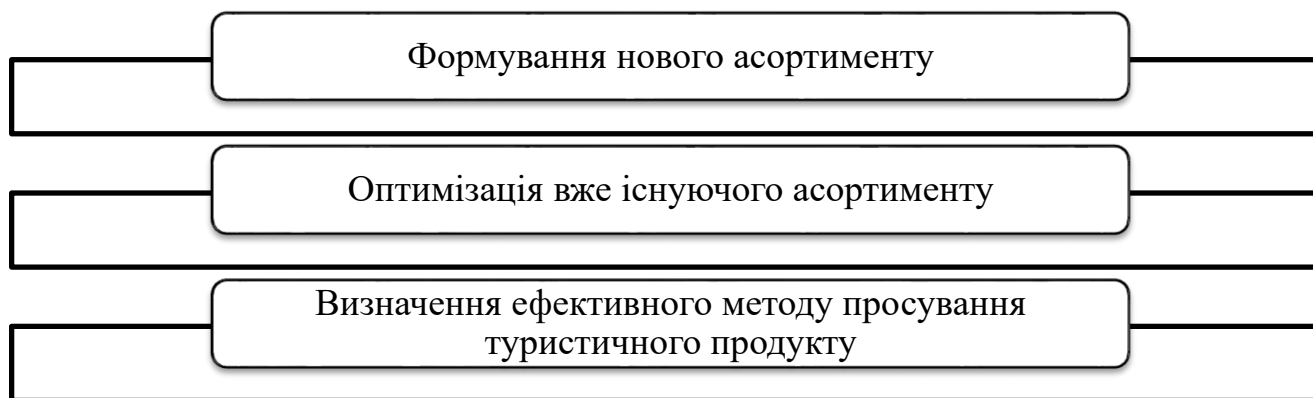 Формування нового асортименту
Оптимізація вже існуючого асортименту
Визначення ефективного методу просування
туристичного продукту